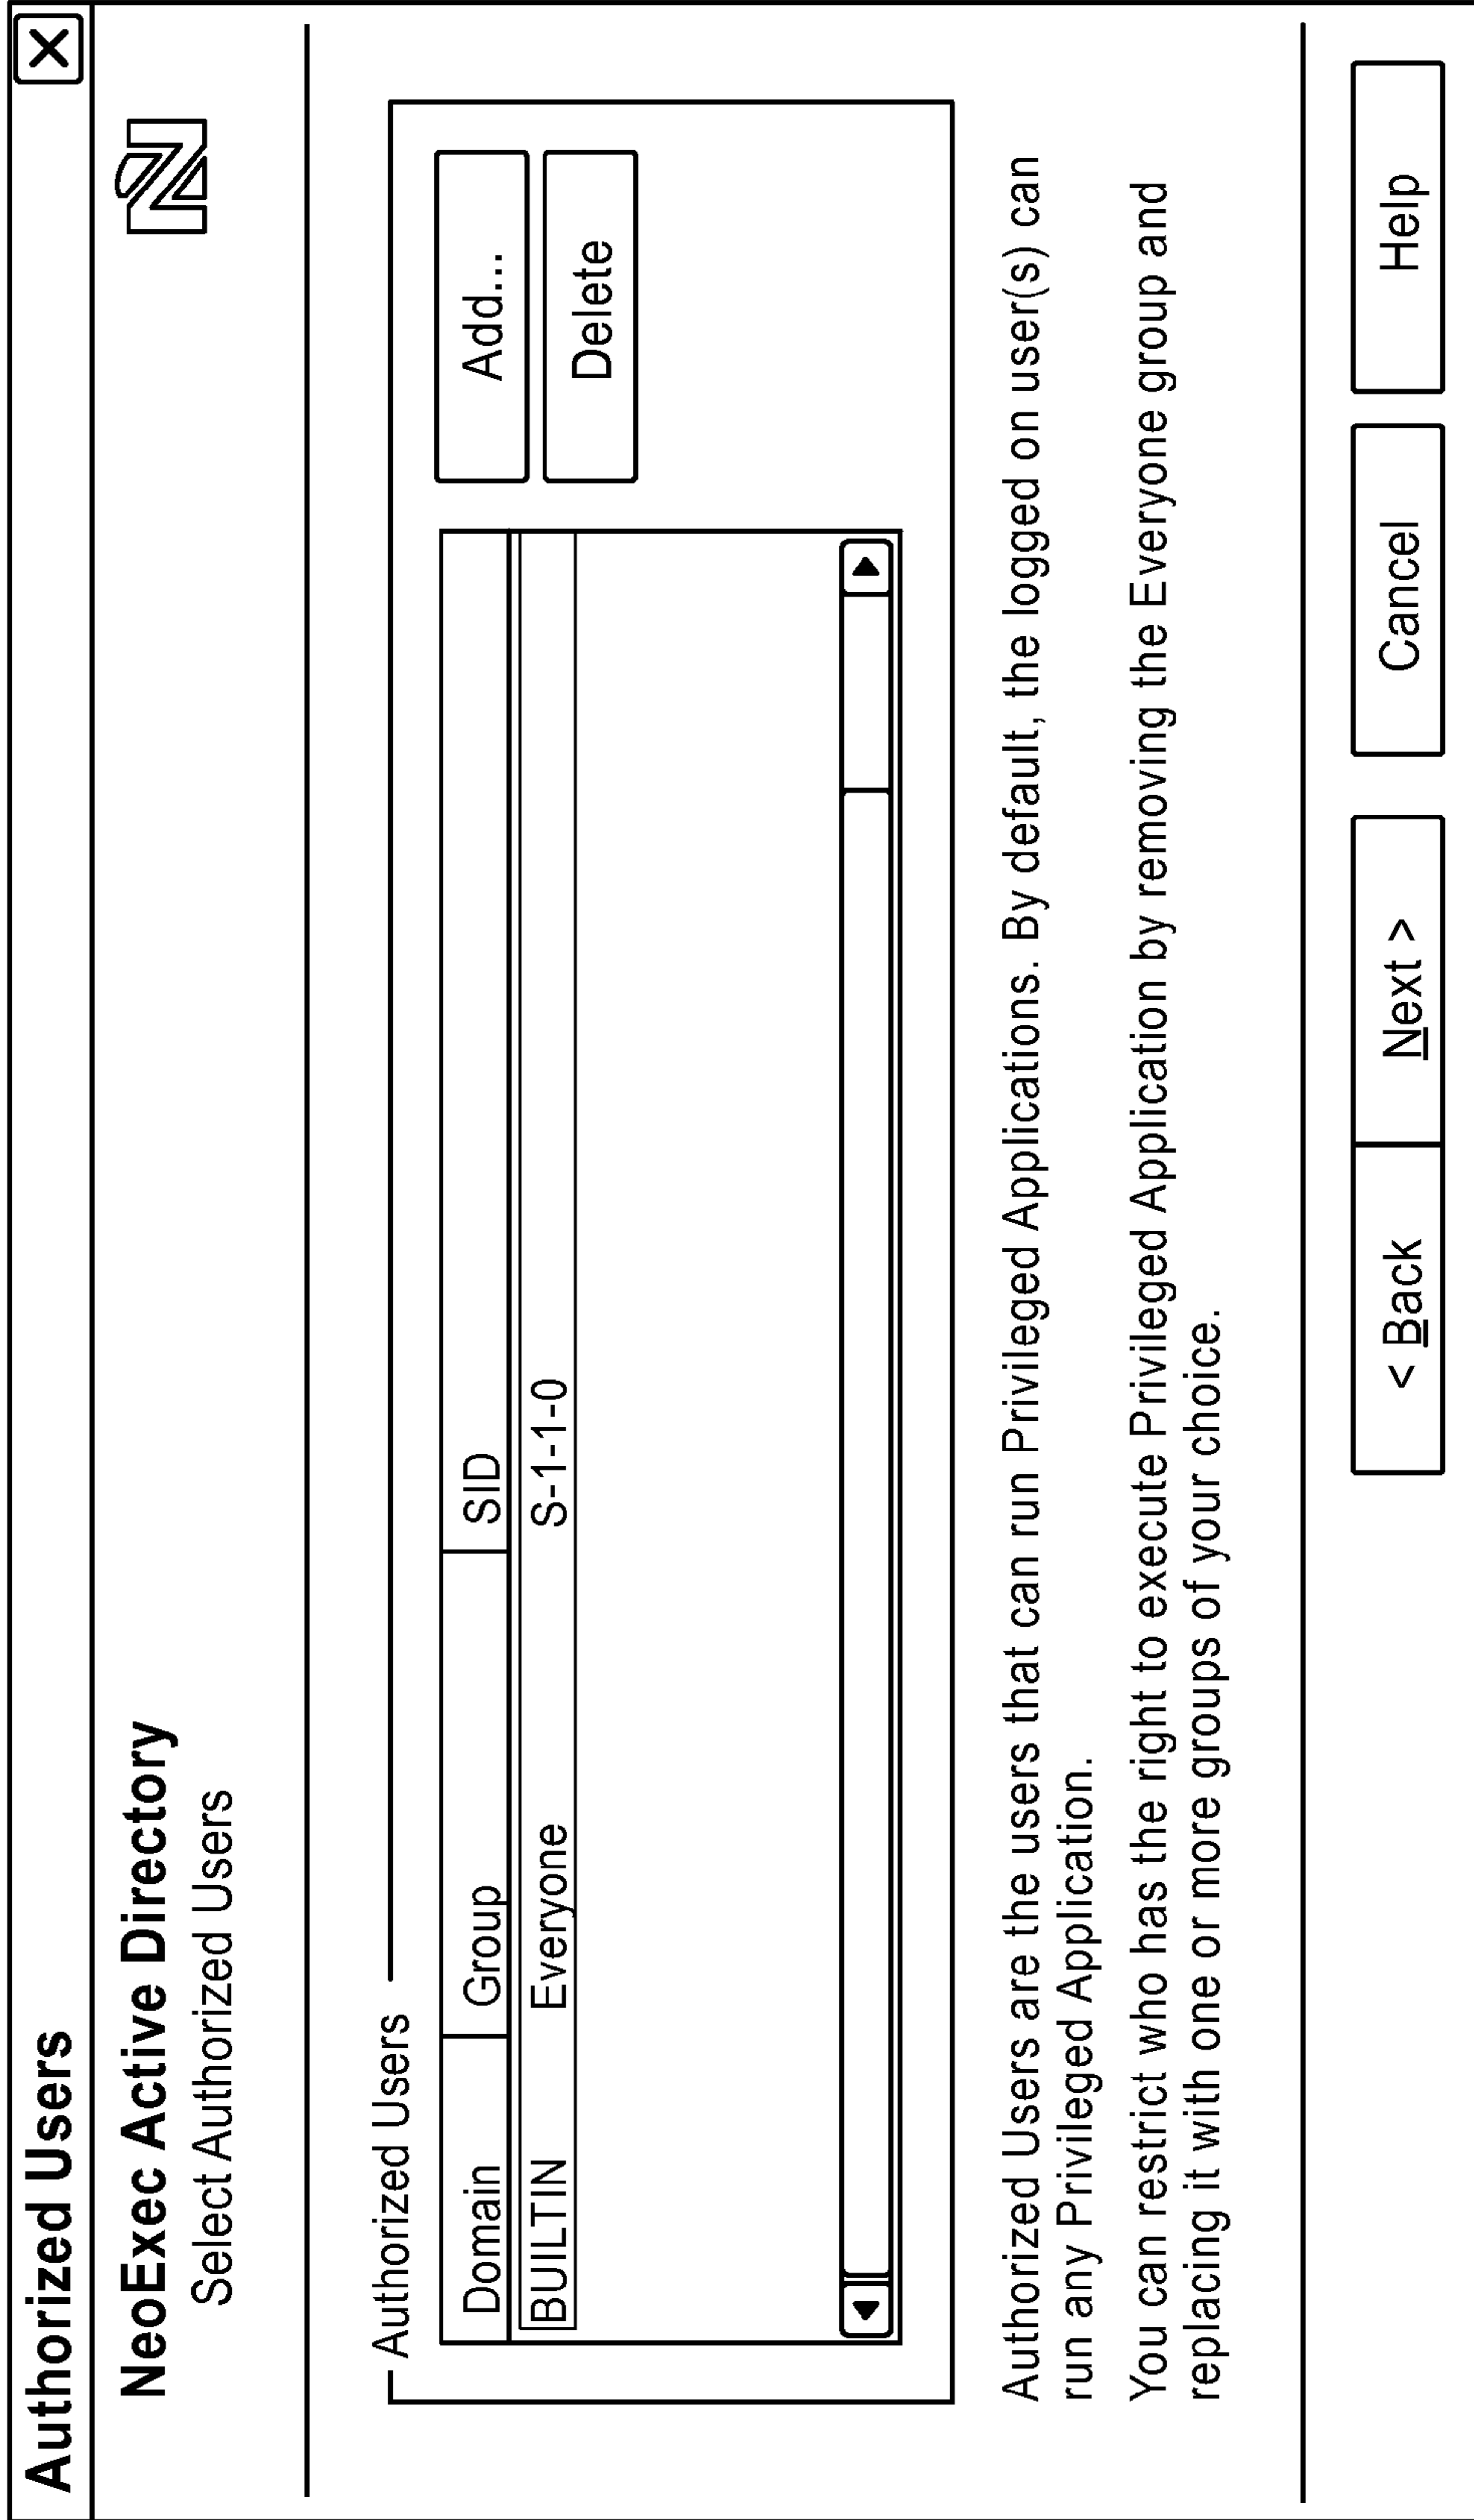 Authorized Users
NeoExec Active Directory
Select Authorized Users
Authorized Users
Domain Group SID
BUILTIN Everyone S-1-1-0
Add...
Delete
Authorized Users are the users that can run Privileged Applications. By default, the logged on user(s) can
run any Privileged Application.
You can restrict who has the right to execute Privileged Application by removing the Everyone group and
replacing it with one or more groups of your choice.
< Back Next > Cancel Help